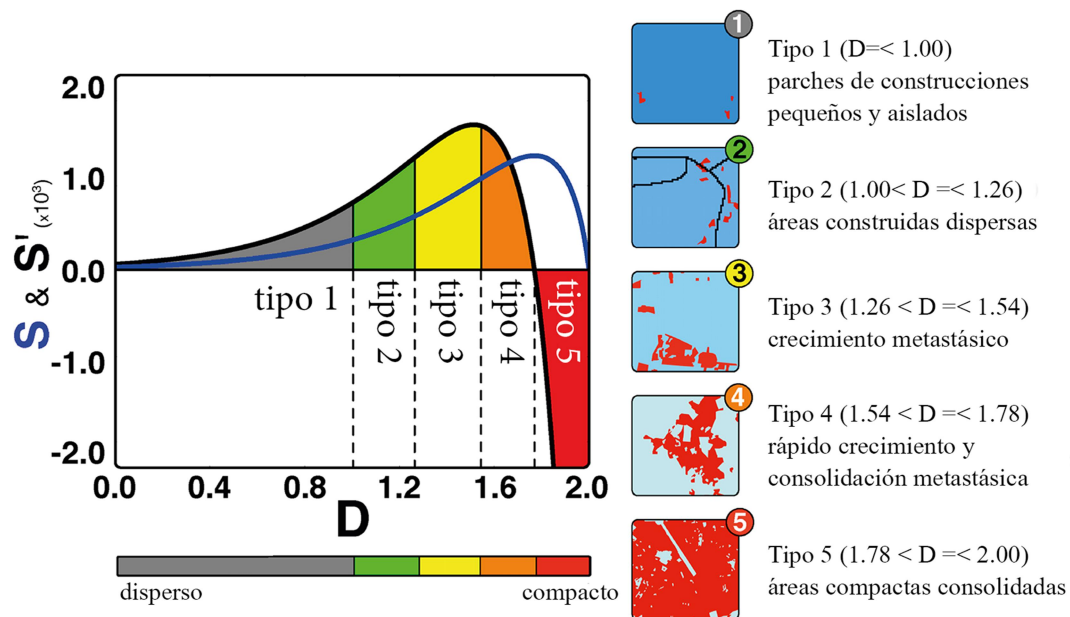 2.0
1.0
0.0
-1.0
-2.0
S & S' (x10³)
0.0 0.4 0.8 1.2 1.6 2.0
D
tipo 1
tipo 2
tipo 3
tipo 4
tipo 5
disperso compacto
1
Tipo 1 (D=< 1.00)
parches de construcciones
pequeños y aislados
2
Tipo 2 (1.00< D =< 1.26)
áreas construidas dispersas
3
Tipo 3 (1.26 < D =< 1.54)
crecimiento metastásico
4
Tipo 4 (1.54 < D =< 1.78)
rápido crecimiento y
consolidación metastásica
5
Tipo 5 (1.78 < D =< 2.00)
áreas compactas consolidadas